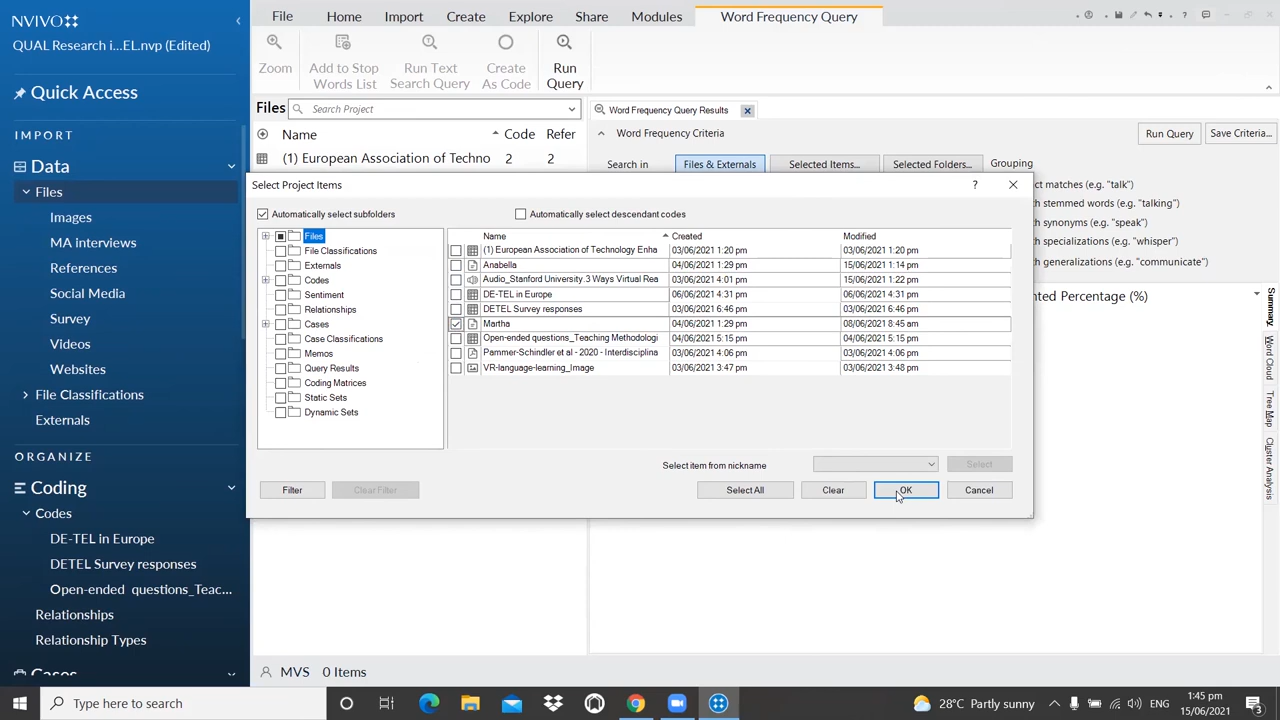 NVIVO
QUAL Research i...EL.nvp (Edited)
File Home Import Create Explore Share Modules Word Frequency Query
Zoom
Add to Stop Words List
Run Text Search Query
Create As Code
Run Query
Quick Access
IMPORT
Data
Files
Images
MA interviews
References
Social Media
Survey
Videos
Websites
File Classifications
Externals
ORGANIZE
Coding
Codes
DE-TEL in Europe
DETEL Survey responses
Open-ended questions_Teac...
Relationships
Relationship Types
Cases
Files Search Project
Name Code Refer
(1) European Association of Techno 2 2
Word Frequency Query Results
Word Frequency Criteria
Run Query Save Criteria...
Search in Files & Externals Selected Items... Selected Folders... Grouping
ct matches (e.g. "talk")
h stemmed words (e.g. "talking")
h synonyms (e.g. "speak")
h specializations (e.g. "whisper")
h generalizations (e.g. "communicate")
nted Percentage (%)
Summary
Word Cloud
Tree Map
Cluster Analysis
Select Project Items ?
Automatically select subfolders Automatically select descendant codes
Files
File Classifications
Externals
Codes
Sentiment
Relationships
Cases
Case Classifications
Memos
Query Results
Coding Matrices
Static Sets
Dynamic Sets
Name Created Modified
(1) European Association of Technology Enha 03/06/2021 1:20 pm 03/06/2021 1:20 pm
Anabella 04/06/2021 1:29 pm 15/06/2021 1:14 pm
Audio_Stanford University.3 Ways Virtual Rea 03/06/2021 4:01 pm 15/06/2021 1:22 pm
DE-TEL in Europe 06/06/2021 4:31 pm 06/06/2021 4:31 pm
DETEL Survey responses 03/06/2021 6:46 pm 03/06/2021 6:46 pm
Martha 04/06/2021 1:29 pm 08/06/2021 8:45 am
Open-ended questions_Teaching Methodologi 04/06/2021 5:15 pm 04/06/2021 5:15 pm
Pammer-Schindler et al - 2020 - Interdisciplina 03/06/2021 4:06 pm 03/06/2021 4:06 pm
VR-language-learning_Image 03/06/2021 3:47 pm 03/06/2021 3:48 pm
Select item from nickname Select
Filter Clear Filter Select All Clear OK Cancel
MVS 0 Items
Type here to search
28°C Partly sunny
ENG
1:45 pm
15/06/2021
3